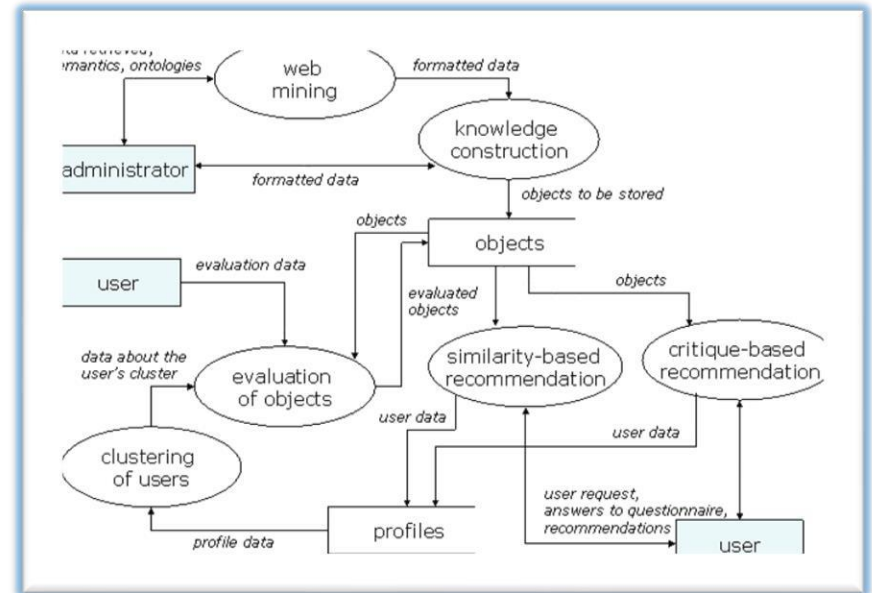 semantics, ontologies
web
mining
formatted data
knowledge
construction
administrator
formatted data
objects to be stored
objects
objects
user
evaluation data
evaluated
objects
objects
data about the
user's cluster
evaluation
of objects
similarity-based
recommendation
critique-based
recommendation
user data
user data
clustering
of users
user request,
answers to questionnaire,
recommendations
profiles
profile data
user